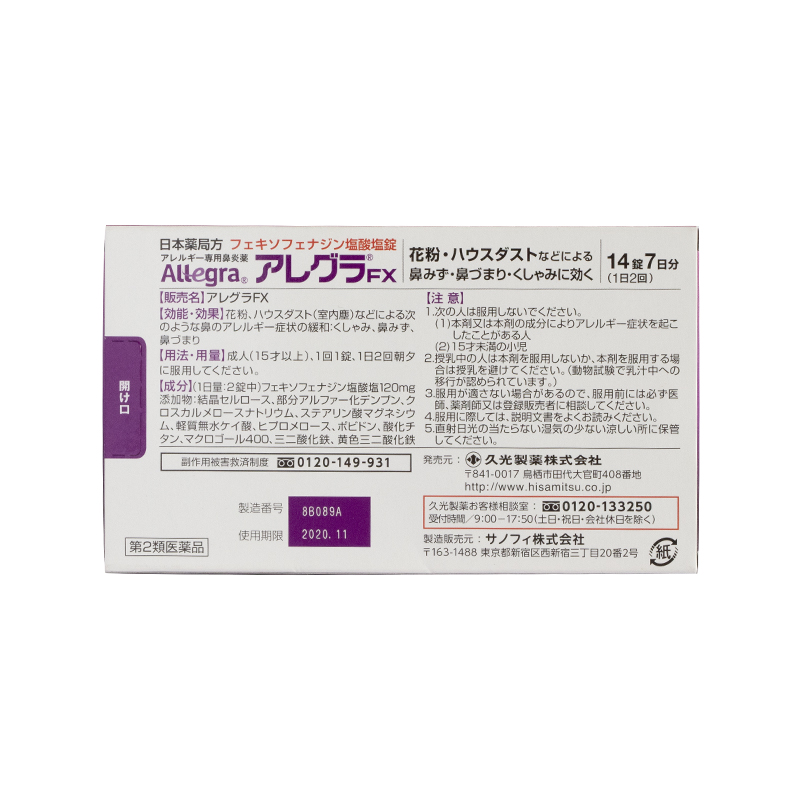 日本薬局方 フェキソフェナジン塩酸塩錠
アレルギー専用鼻炎薬
Allegra® アレグラ®FX
花粉・ハウスダストなどによる
鼻みず・鼻づまり・くしゃみに効く
14錠7日分
(1日2回)
【販売名】アレグラFX
【効能・効果】花粉、ハウスダスト(室内塵)などによる次
のような鼻のアレルギー症状の緩和:くしゃみ、鼻みず、
鼻づまり
【用法・用量】成人(15才以上)、1回1錠、1日2回朝夕
に服用してください。
【成分】(1日量:2錠中)フェキソフェナジン塩酸塩120mg
添加物:結晶セルロース、部分アルファー化デンプン、ク
ロスカルメロースナトリウム、ステアリン酸マグネシウ
ム、軽質無水ケイ酸、ヒプロメロース、ポビドン、酸化チ
タン、マクロゴール400、三二酸化鉄、黄色三二酸化鉄
副作用被害救済制度 0120-149-931
【注 意】
1.次の人は服用しないでください。
(1)本剤又は本剤の成分によりアレルギー症状を起こ
したことがある人
(2)15才未満の小児
2.授乳中の人は本剤を服用しないか、本剤を服用する場
合は授乳を避けてください。(動物試験で乳汁中への
移行が認められています。)
3.服用が適さない場合があるので、服用前には必ず医
師、薬剤師又は登録販売者に相談してください。
4.服用に際しては、説明文書をよくお読みください。
5.直射日光の当たらない湿気の少ない涼しい所に保管
してください。
発売元: 久光製薬株式会社
〒841-0017 鳥栖市田代大官町408番地
http://www.hisamitsu.co.jp
久光製薬お客様相談室: 0120-133250
受付時間/9:00-17:50(土日・祝日・会社休日を除く)
製造販売元: サノフィ株式会社
〒163-1488 東京都新宿区西新宿三丁目20番2号
紙
製造番号 8B089A
使用期限 2020.11
第2類医薬品
開け口